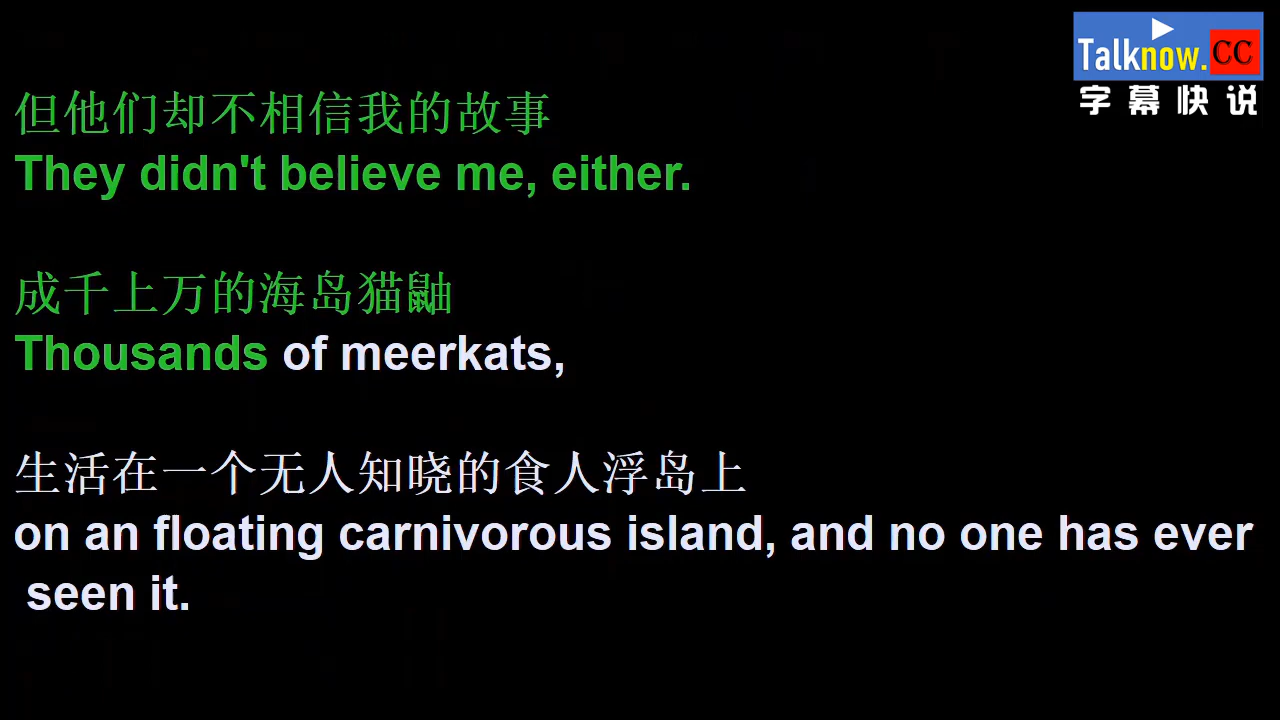 Talknow.CC
字幕快说
但他们却不相信我的故事
They didn't believe me, either.
成千上万的海岛猫鼬
Thousands of meerkats,
生活在一个无人知晓的食人浮岛上
on an floating carnivorous island, and no one has ever
seen it.